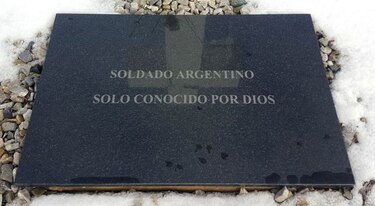 SOLDADO ARGENTINO
SOLO CONOCIDO POR DIOS